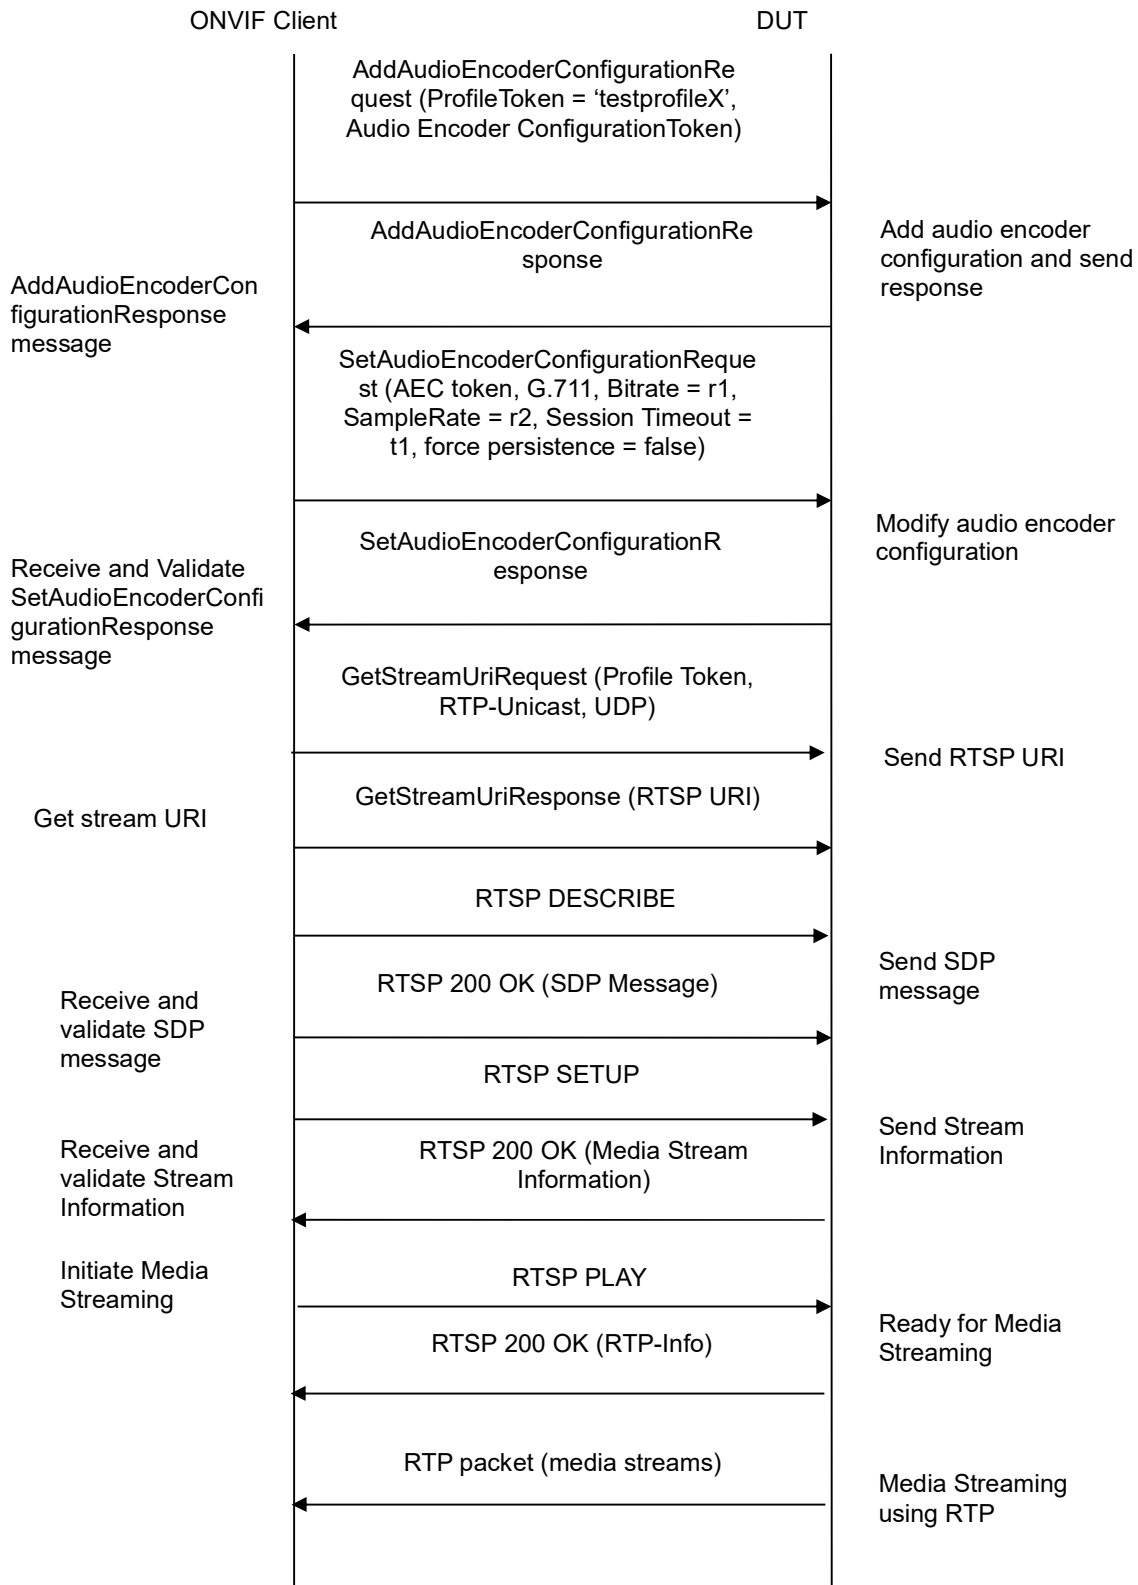 ONVIF Client
DUT
AddAudioEncoderConfigurationRe
quest (ProfileToken = ‘testprofileX’,
Audio Encoder ConfigurationToken)
AddAudioEncoderConfigurationRe
sponse
Add audio encoder
configuration and send
response
AddAudioEncoderCon
figurationResponse
message
SetAudioEncoderConfigurationReque
st (AEC token, G.711, Bitrate = r1,
SampleRate = r2, Session Timeout =
t1, force persistence = false)
Modify audio encoder
configuration
SetAudioEncoderConfigurationR
esponse
Receive and Validate
SetAudioEncoderConfi
gurationResponse
message
GetStreamUriRequest (Profile Token,
RTP-Unicast, UDP)
Send RTSP URI
GetStreamUriResponse (RTSP URI)
Get stream URI
RTSP DESCRIBE
Send SDP
message
RTSP 200 OK (SDP Message)
Receive and
validate SDP
message
RTSP SETUP
Send Stream
Information
RTSP 200 OK (Media Stream
Information)
Receive and
validate Stream
Information
Initiate Media
Streaming
RTSP PLAY
Ready for Media
Streaming
RTSP 200 OK (RTP-Info)
RTP packet (media streams)
Media Streaming
using RTP